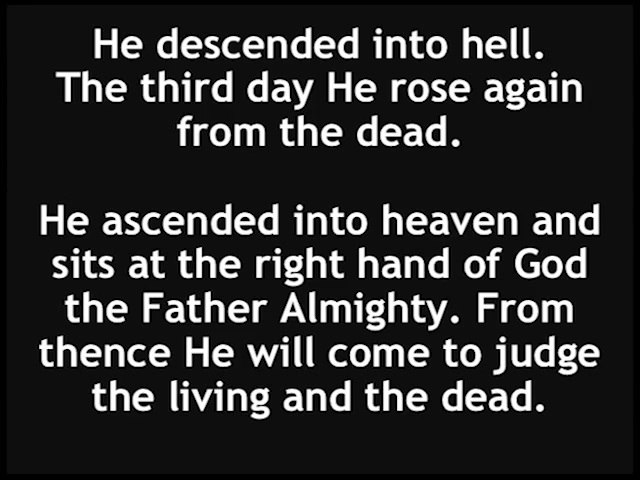 He descended into hell.
The third day He rose again
from the dead.
He ascended into heaven and
sits at the right hand of God
the Father Almighty. From
thence He will come to judge
the living and the dead.